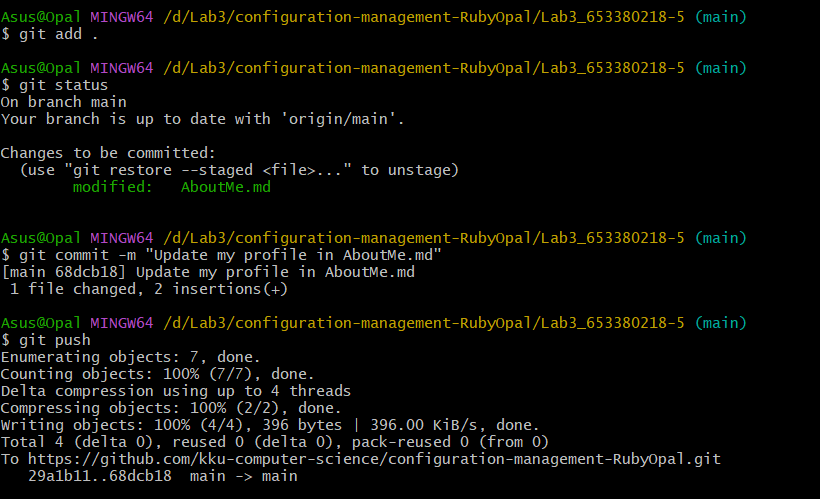 Asus@Opal MINGW64 /d/Lab3/configuration-management-RubyOpal/Lab3_653380218-5 (main)
$ git add .
Asus@Opal MINGW64 /d/Lab3/configuration-management-RubyOpal/Lab3_653380218-5 (main)
$ git status
On branch main
Your branch is up to date with 'origin/main'.
Changes to be committed:
  (use "git restore --staged <file>..." to unstage)
        modified:   AboutMe.md
Asus@Opal MINGW64 /d/Lab3/configuration-management-RubyOpal/Lab3_653380218-5 (main)
$ git commit -m "Update my profile in AboutMe.md"
[main 68dcb18] Update my profile in AboutMe.md
 1 file changed, 2 insertions(+)
Asus@Opal MINGW64 /d/Lab3/configuration-management-RubyOpal/Lab3_653380218-5 (main)
$ git push
Enumerating objects: 7, done.
Counting objects: 100% (7/7), done.
Delta compression using up to 4 threads
Compressing objects: 100% (2/2), done.
Writing objects: 100% (4/4), 396 bytes | 396.00 KiB/s, done.
Total 4 (delta 0), reused 0 (delta 0), pack-reused 0 (from 0)
To https://github.com/kku-computer-science/configuration-management-RubyOpal.git
   29a1b11..68dcb18  main -> main